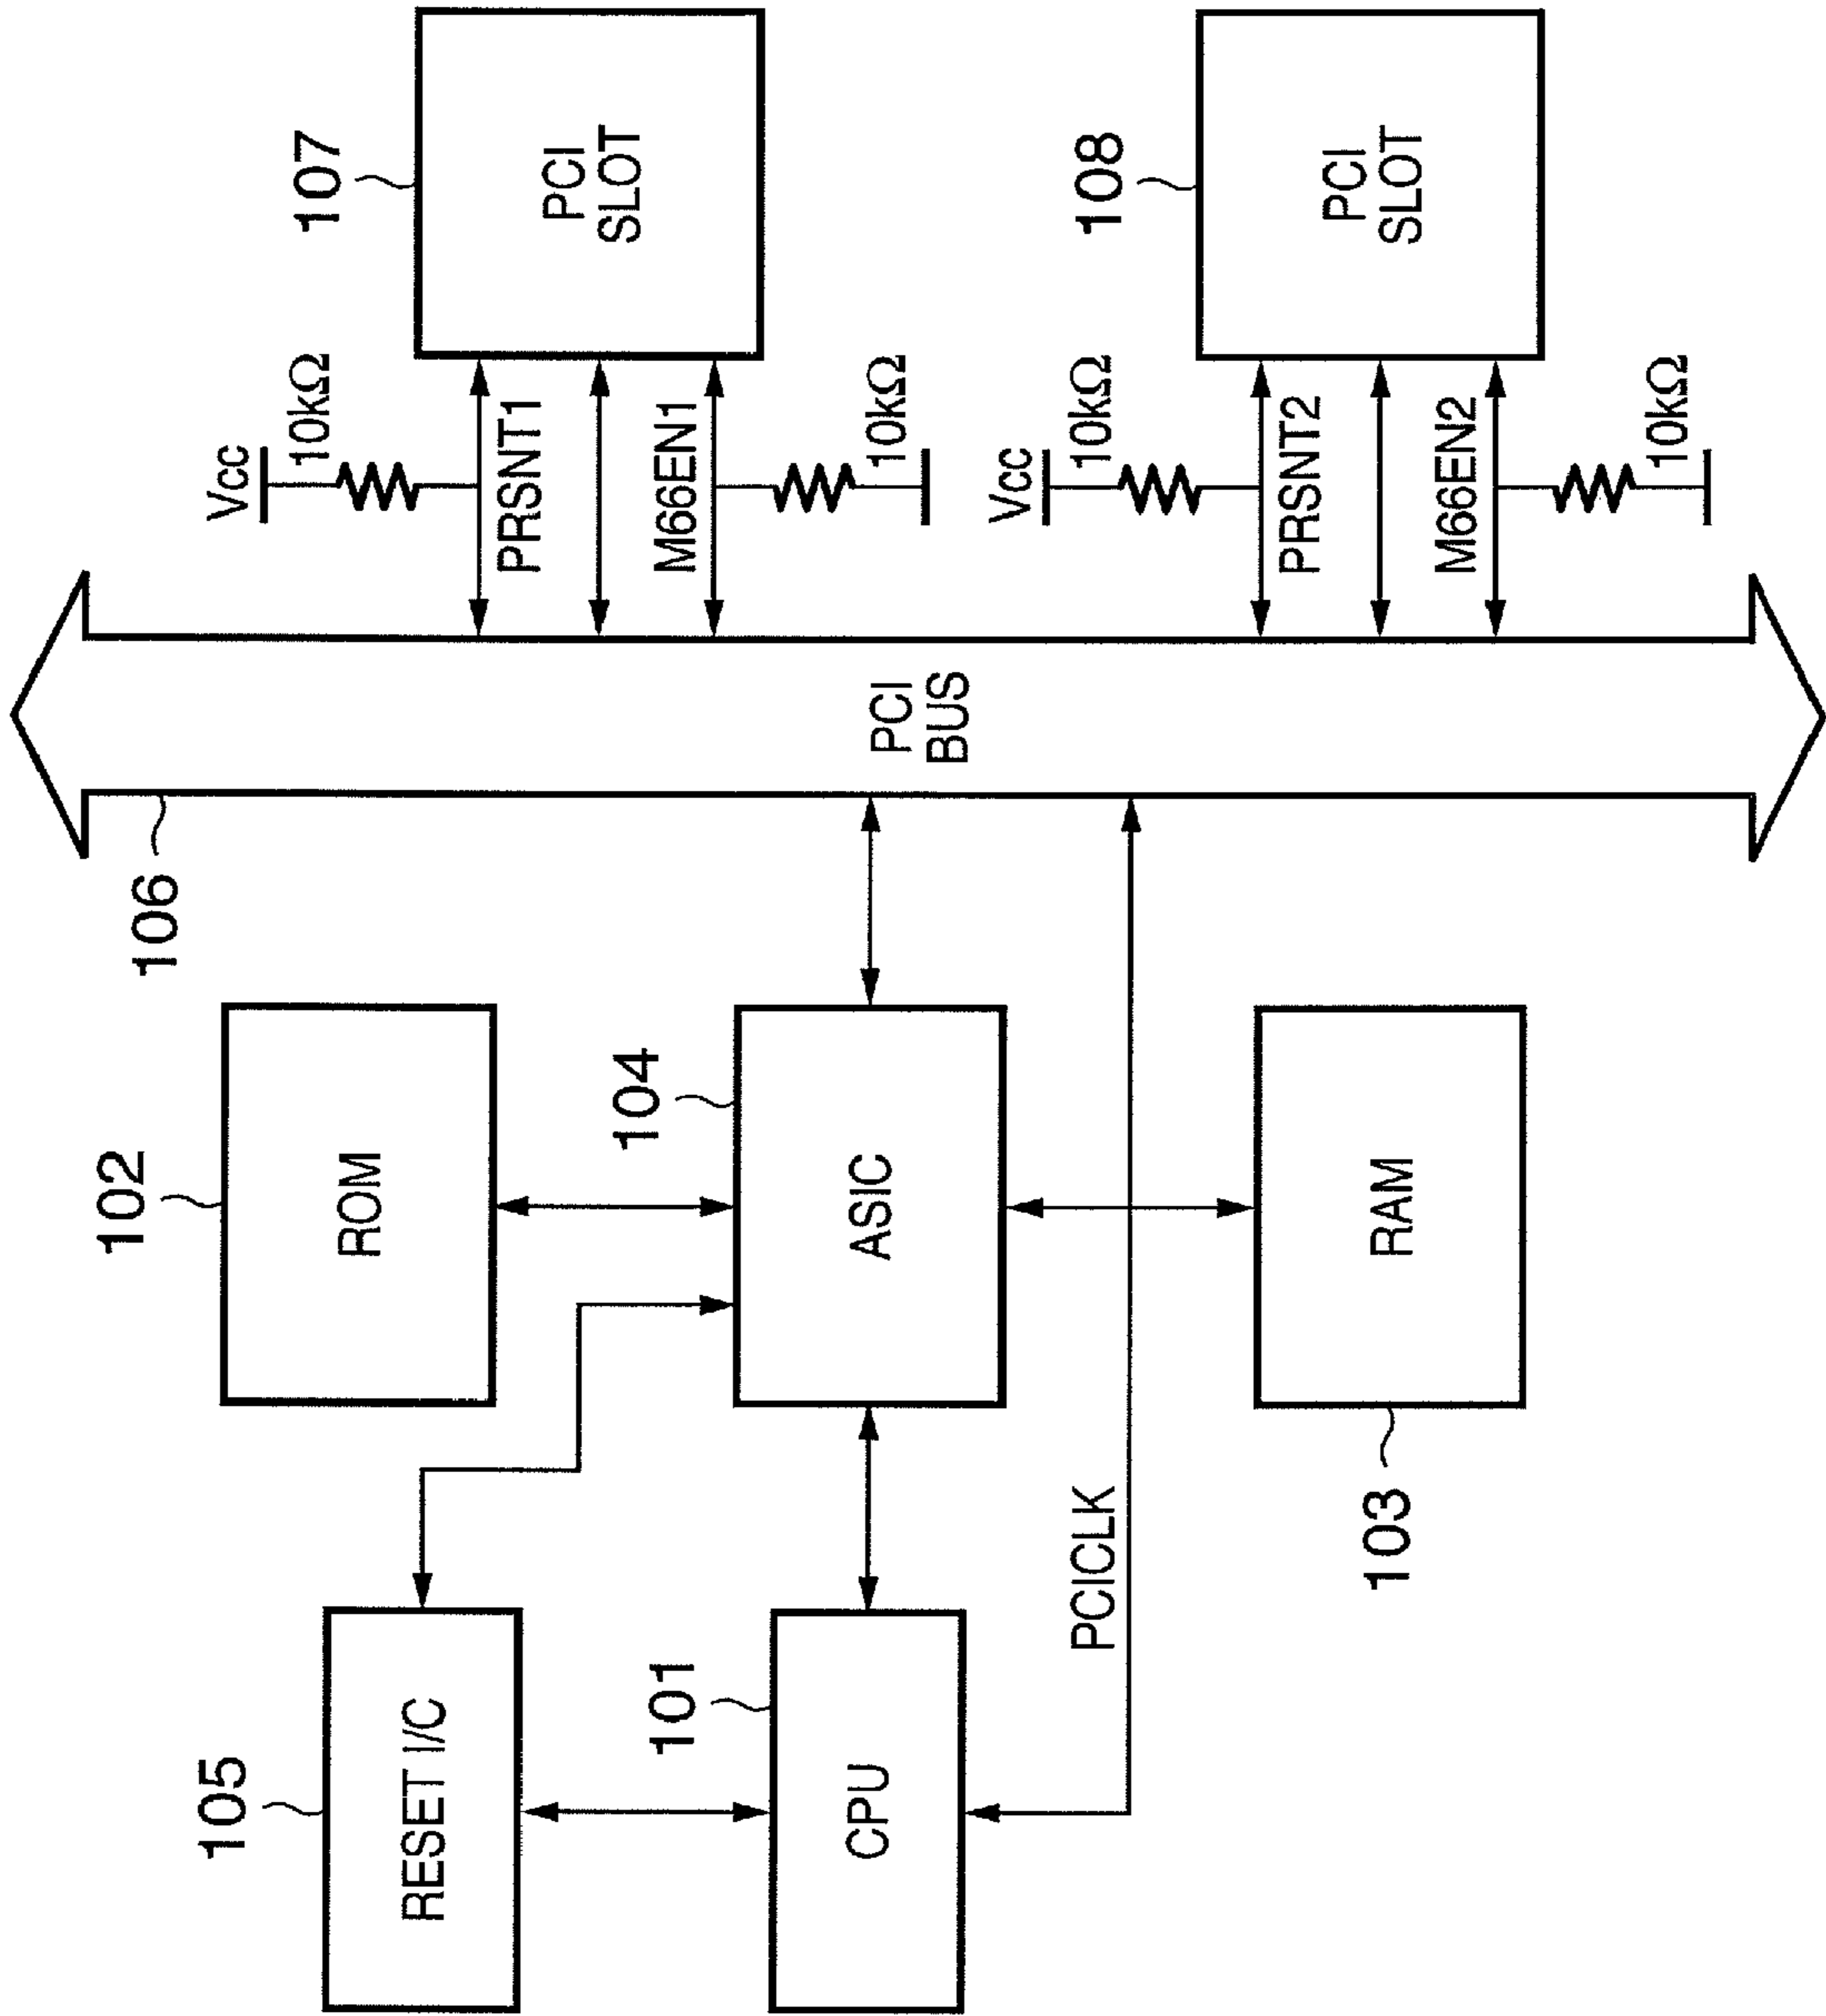 105
RESET I/C
101
CPU
PCICLK
102
ROM
104
ASIC
RAM
103
106
PCI
BUS
Vcc
10kΩ
PRSNT1
M66EN1
10kΩ
107
PCI
SLOT
Vcc
10kΩ
PRSNT2
M66EN2
10kΩ
108
PCI
SLOT